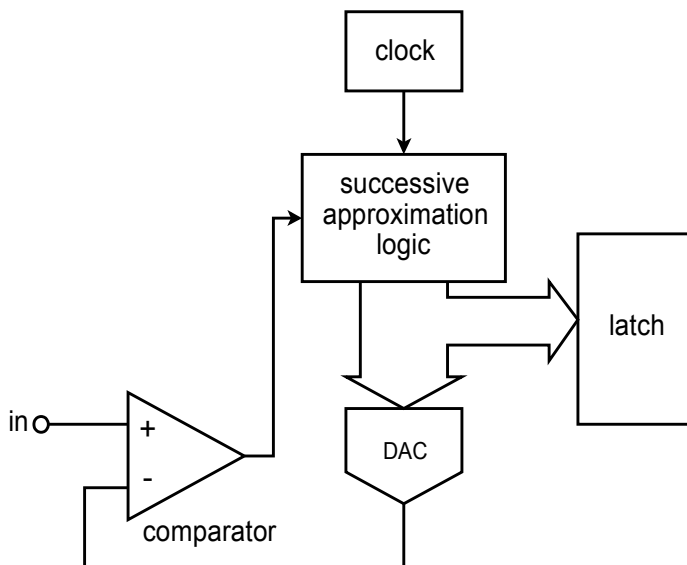 clock
successive
approximation
logic
latch
in
+
-
DAC
comparator